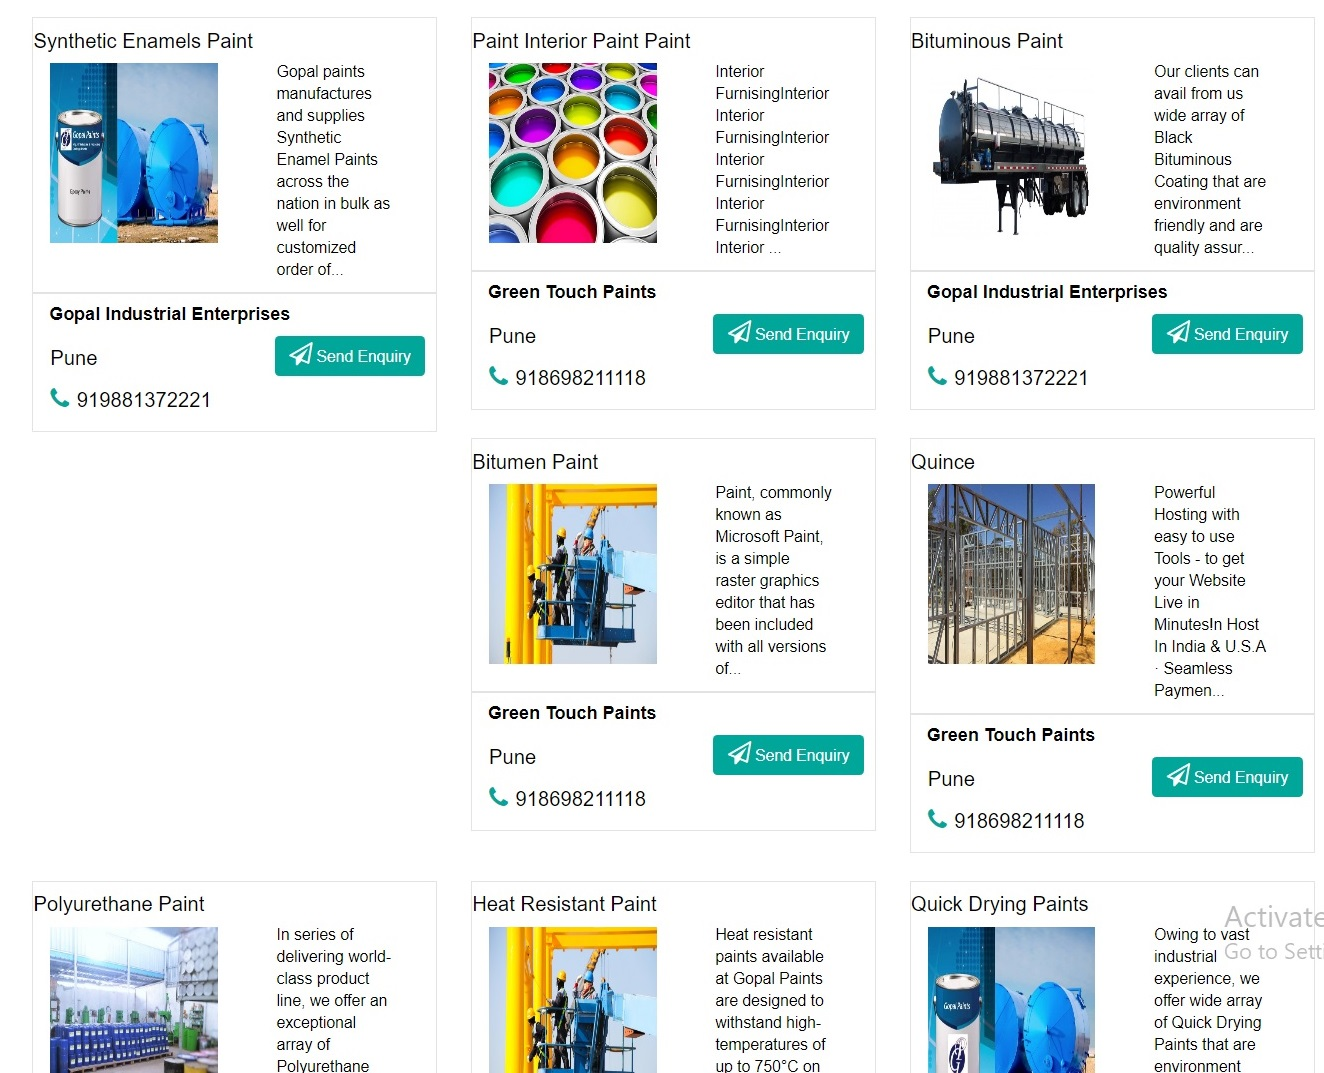 Synthetic Enamels Paint
Gopal paints
manufactures
and supplies
Synthetic
Enamel Paints
across the
nation in bulk as
well for
customized
order of...
Gopal Industrial Enterprises
Pune
Send Enquiry
919881372221
Paint Interior Paint Paint
Interior
FurnisingInterior
Interior
FurnisingInterior
Interior
FurnisingInterior
Interior
FurnisingInterior
Interior ...
Green Touch Paints
Pune
Send Enquiry
918698211118
Bituminous Paint
Our clients can
avail from us
wide array of
Black
Bituminous
Coating that are
environment
friendly and are
quality assur...
Gopal Industrial Enterprises
Pune
Send Enquiry
919881372221
Bitumen Paint
Paint, commonly
known as
Microsoft Paint,
is a simple
raster graphics
editor that has
been included
with all versions
of...
Green Touch Paints
Pune
Send Enquiry
918698211118
Quince
Powerful
Hosting with
easy to use
Tools - to get
your Website
Live in
Minutes!n Host
In India & U.S.A
· Seamless
Paymen...
Green Touch Paints
Pune
Send Enquiry
918698211118
Polyurethane Paint
In series of
delivering world-
class product
line, we offer an
exceptional
array of
Polyurethane
Heat Resistant Paint
Heat resistant
paints available
at Gopal Paints
are designed to
withstand high-
temperatures of
up to 750°C on
Quick Drying Paints
Gopal Paints
Owing to vast
industrial
experience, we
offer wide array
of Quick Drying
Paints that are
environment
Activate
Go to Sett